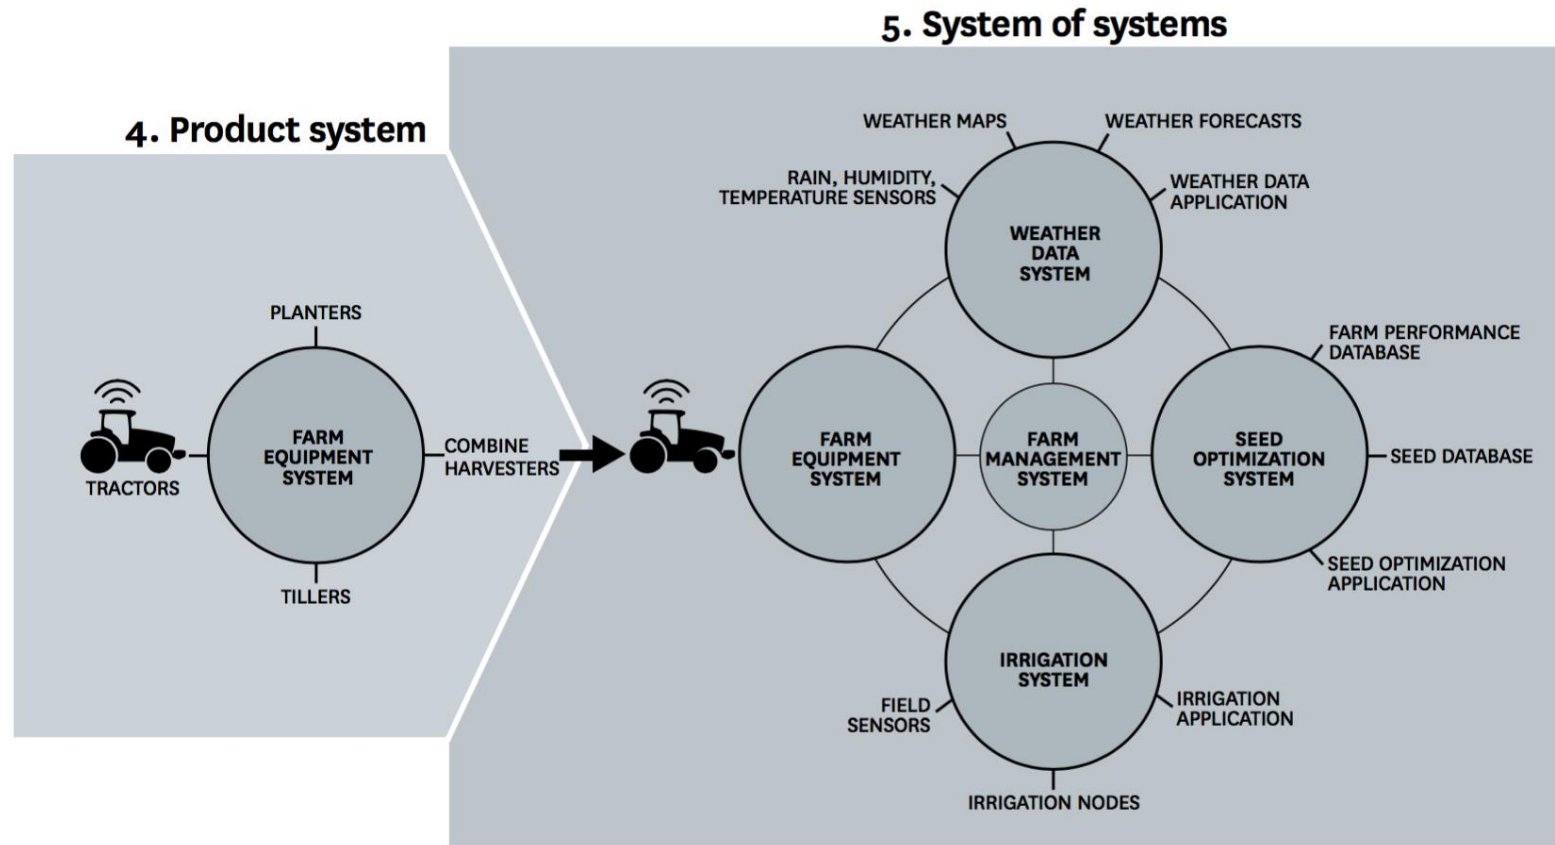 5. System of systems
4. Product system
PLANTERS
TRACTORS
FARM
EQUIPMENT
SYSTEM
COMBINE
HARVESTERS
TILLERS
WEATHER MAPS
WEATHER FORECASTS
RAIN, HUMIDITY,
TEMPERATURE SENSORS
WEATHER DATA
APPLICATION
WEATHER
DATA
SYSTEM
FARM
EQUIPMENT
SYSTEM
FARM
MANAGEMENT
SYSTEM
SEED
OPTIMIZATION
SYSTEM
FARM PERFORMANCE
DATABASE
SEED DATABASE
SEED OPTIMIZATION
APPLICATION
IRRIGATION
SYSTEM
FIELD
SENSORS
IRRIGATION
APPLICATION
IRRIGATION NODES